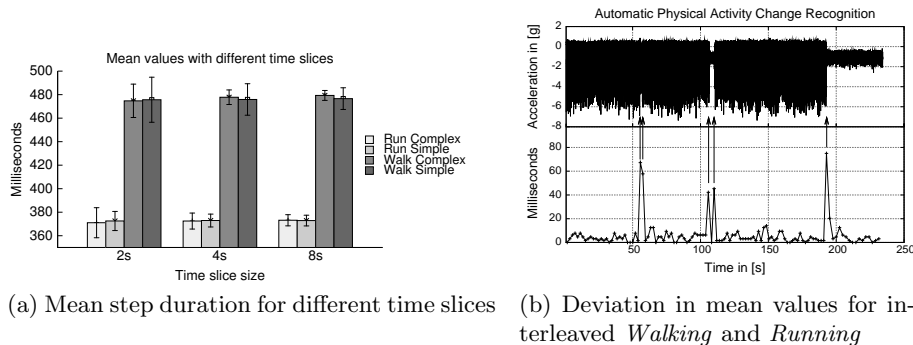 Mean values with different time slices
Milliseconds
500
480
460
440
420
400
380
360
2s
4s
8s
Time slice size
Run Complex
Run Simple
Walk Complex
Walk Simple
(a) Mean step duration for different time slices
Automatic Physical Activity Change Recognition
Acceleration in [g]
2
0
-2
-4
-6
-8
Milliseconds
80
60
40
20
0
50
100
150
200
250
Time in [s]
(b) Deviation in mean values for in-
terleaved Walking and Running